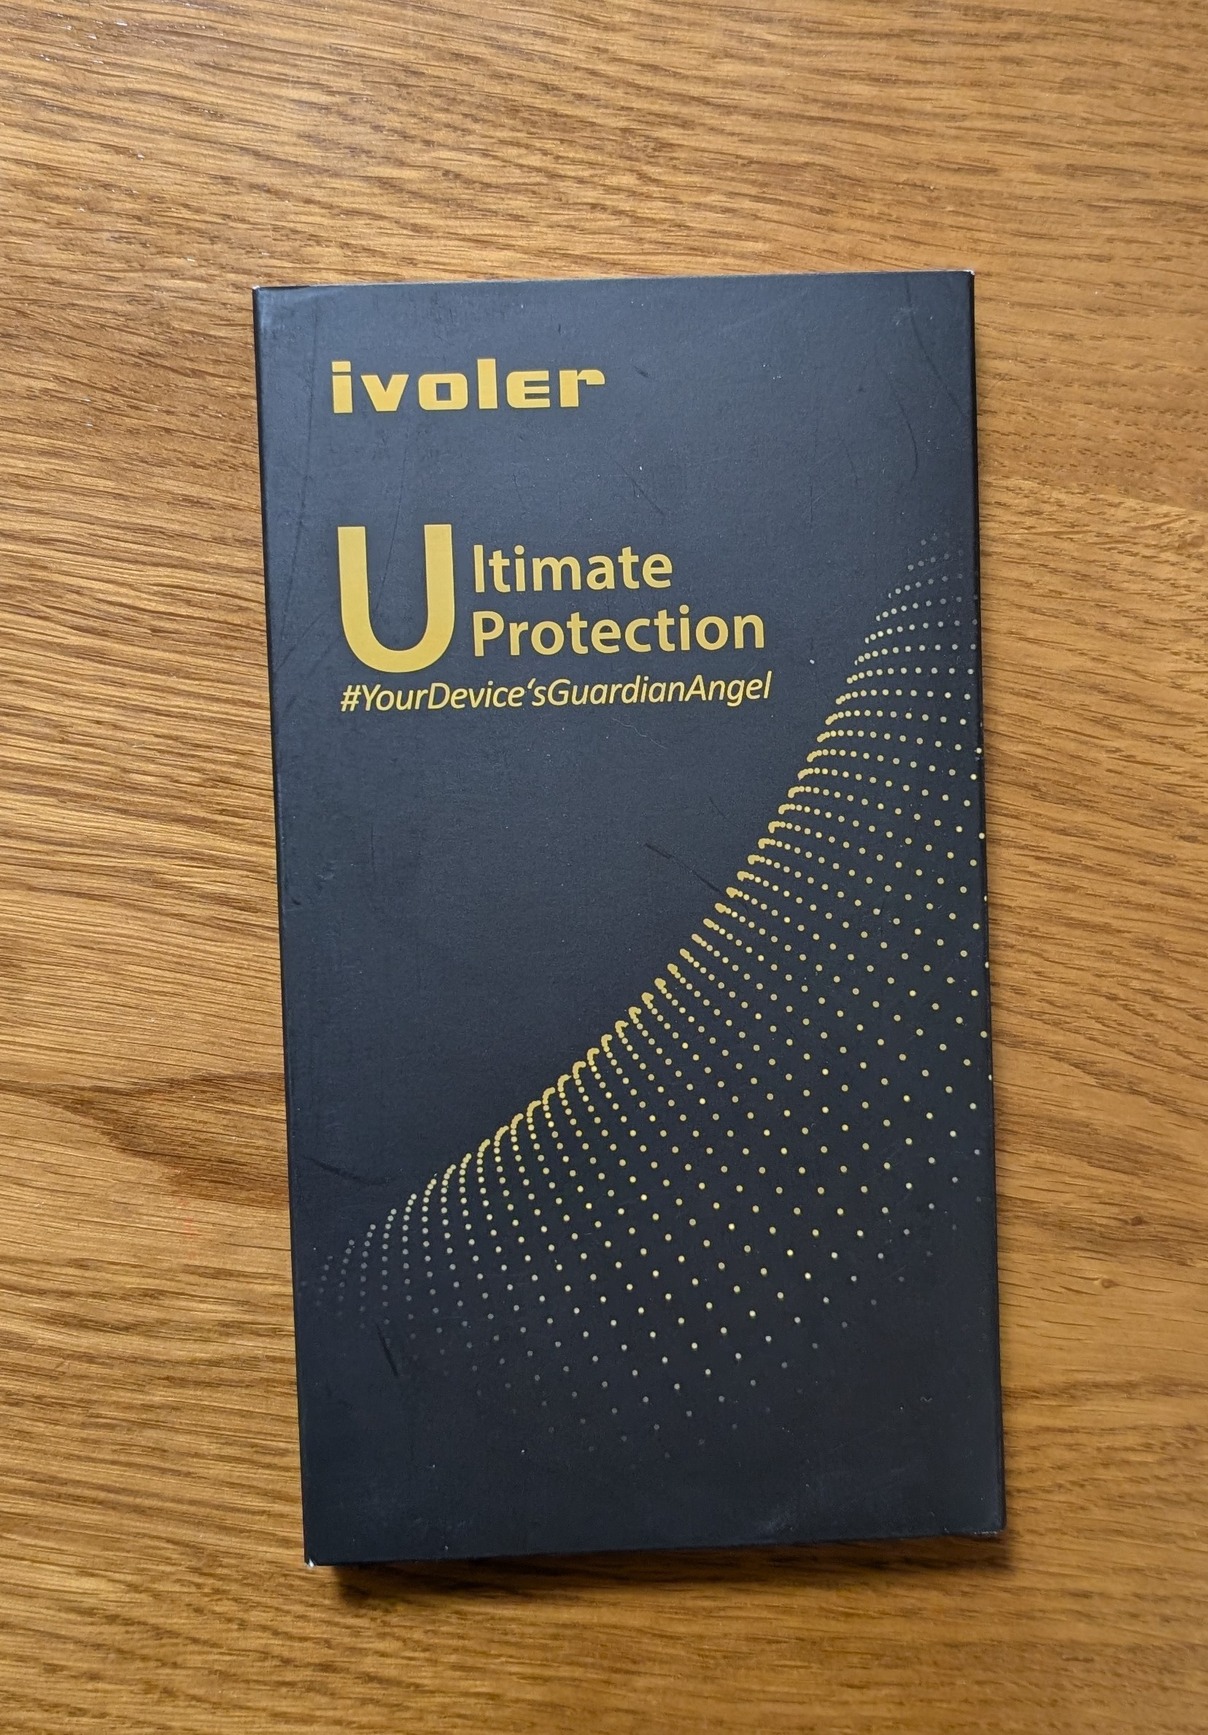 ivoler
Ultimate
Protection
#YourDevice‘sGuardianAngel